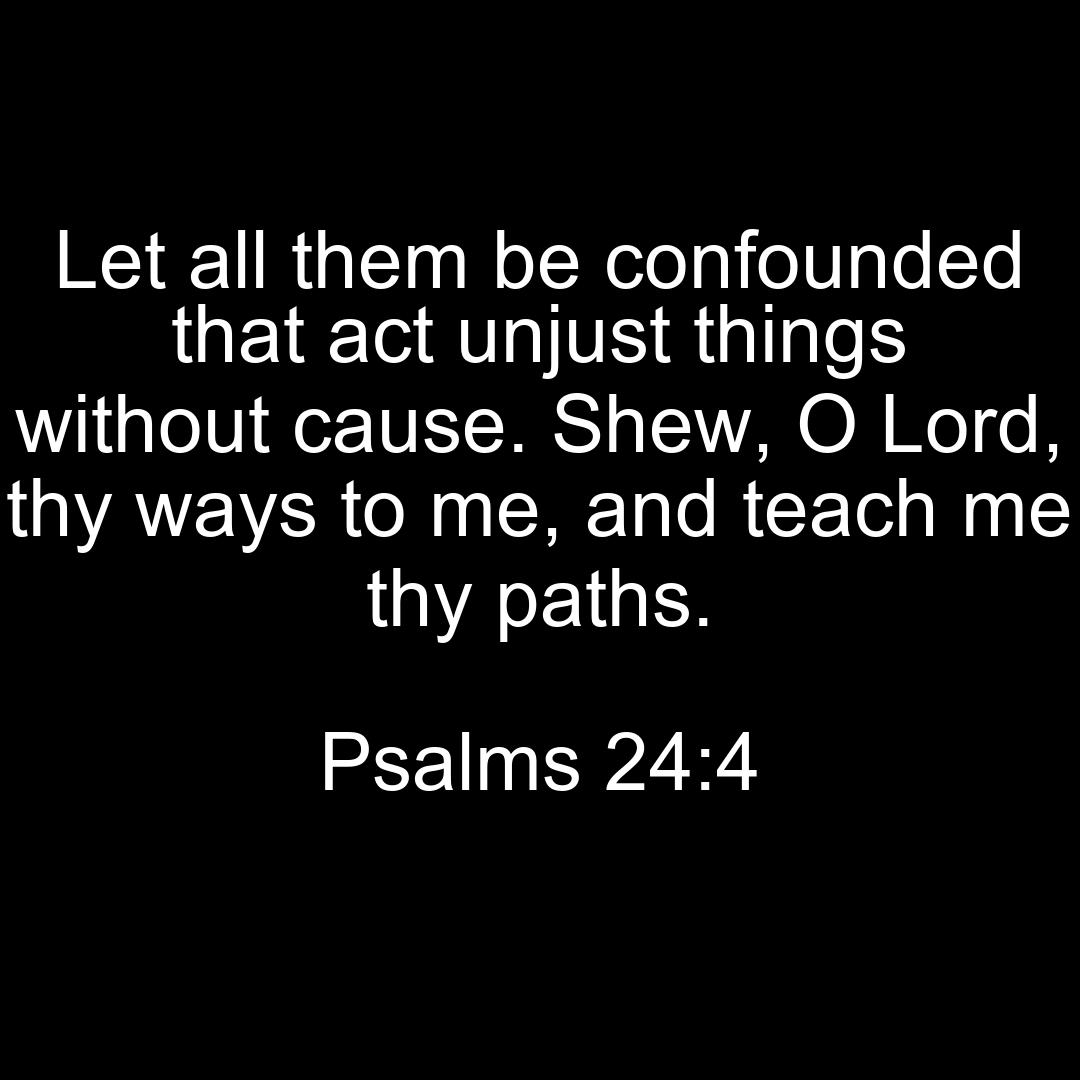 Let all them be confounded
that act unjust things
without cause. Shew, O Lord,
thy ways to me, and teach me
thy paths.
Psalms 24:4